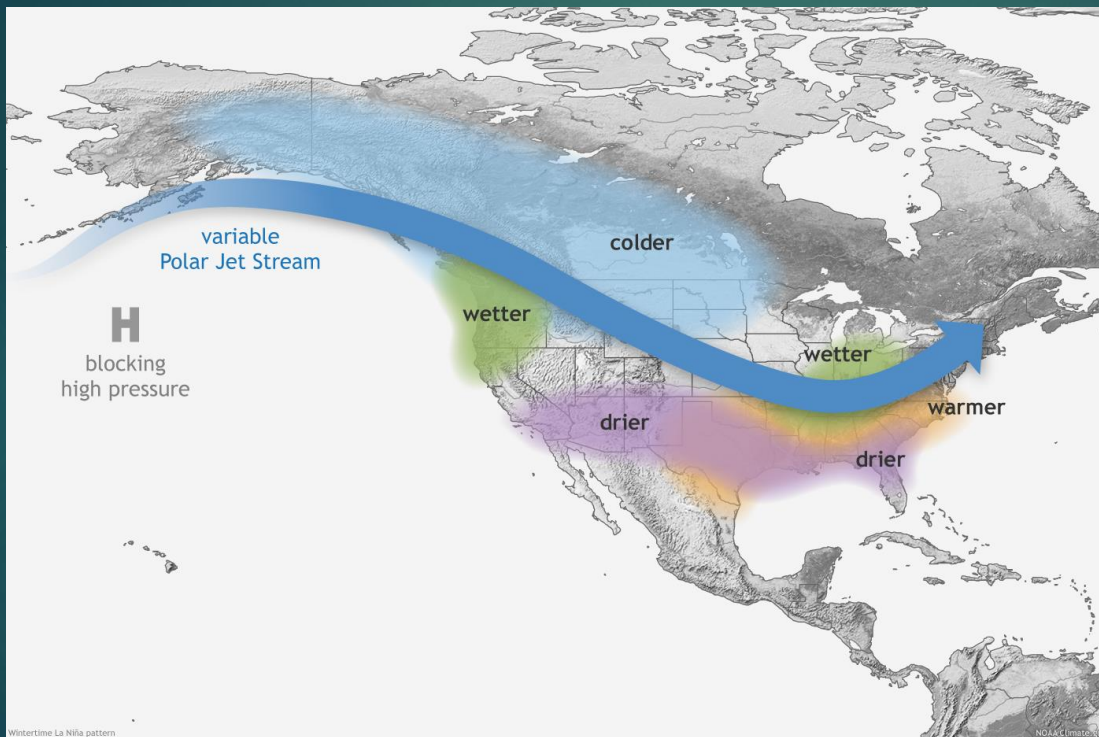 colder
variable
Polar Jet Stream
H
blocking
high pressure
wetter
wetter
warmer
drier
drier
Wintertime La Niña pattern
NOAA Climate.g